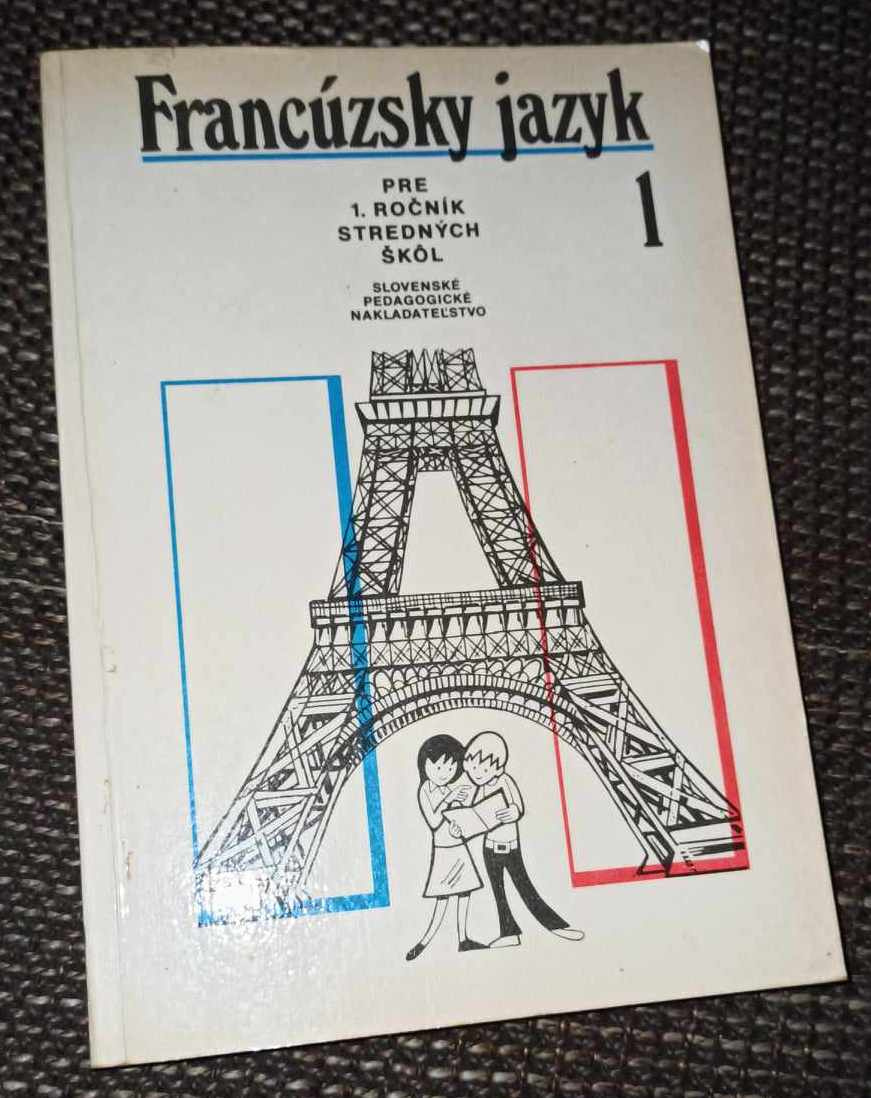 Francúzsky jazyk
1
PRE
1. ROČNÍK
STREDNÝCH
ŠKÔL
SLOVENSKÉ
PEDAGOGICKÉ
NAKLADATEĽSTVO